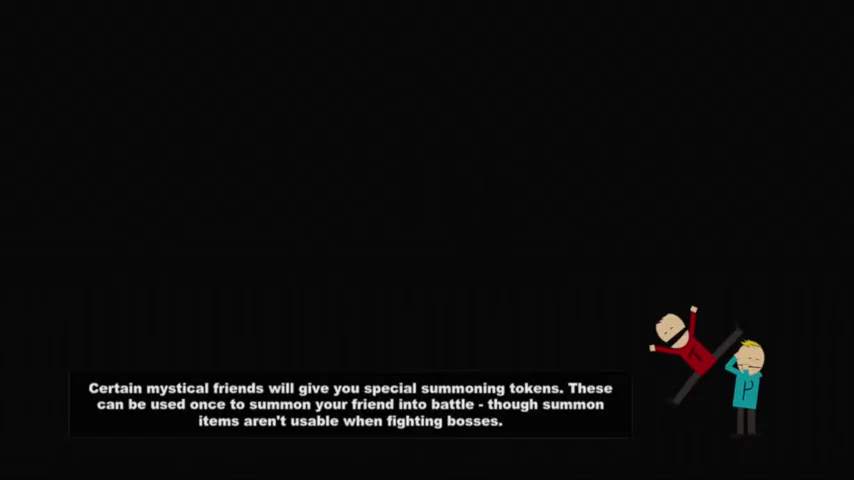 Certain mystical friends will give you special summoning tokens. These
can be used once to summon your friend into battle - though summon
items aren't usable when fighting bosses.
T
P